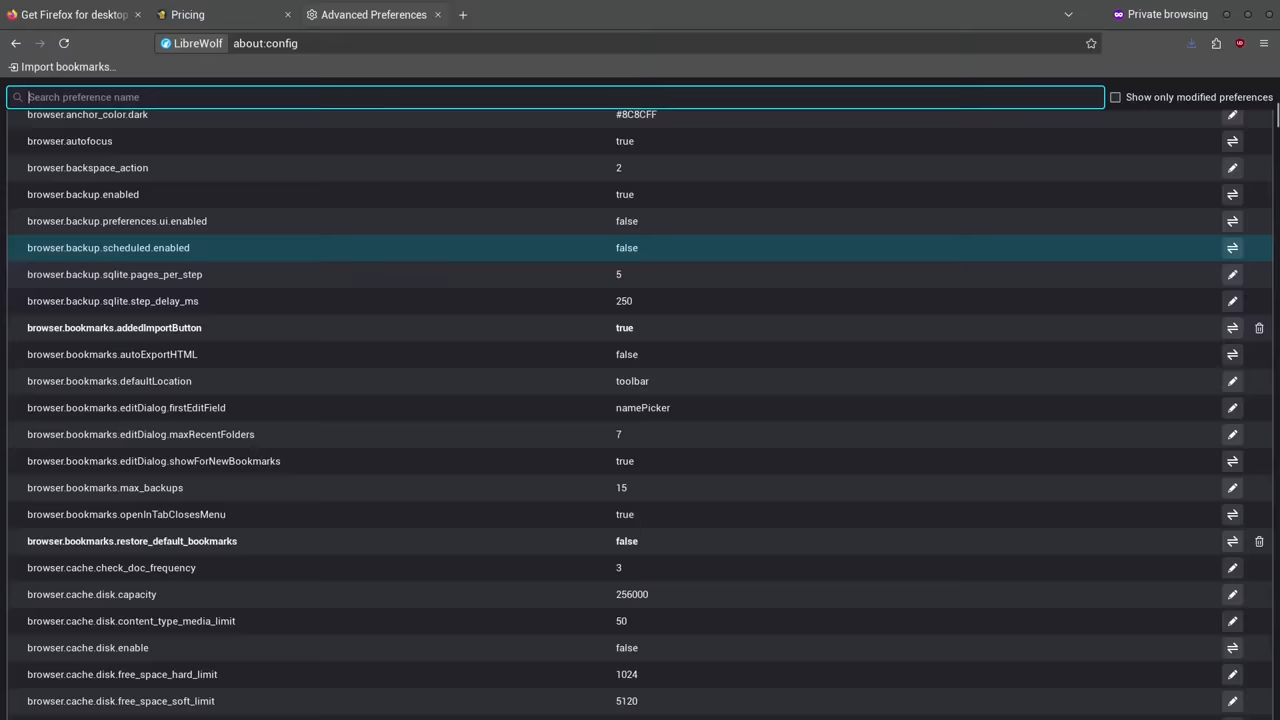 Get Firefox for desktop
Pricing
Advanced Preferences
Private browsing
LibreWolf
about:config
Import bookmarks...
Search preference name
Show only modified preferences
browser.anchor_color.dark #8C8CFF
browser.autofocus true
browser.backspace_action 2
browser.backup.enabled true
browser.backup.preferences.ui.enabled false
browser.backup.scheduled.enabled false
browser.backup.sqlite.pages_per_step 5
browser.backup.sqlite.step_delay_ms 250
browser.bookmarks.addedImportButton true
browser.bookmarks.autoExportHTML false
browser.bookmarks.defaultLocation toolbar
browser.bookmarks.editDialog.firstEditField namePicker
browser.bookmarks.editDialog.maxRecentFolders 7
browser.bookmarks.editDialog.showForNewBookmarks true
browser.bookmarks.max_backups 15
browser.bookmarks.openInTabClosesMenu true
browser.bookmarks.restore_default_bookmarks false
browser.cache.check_doc_frequency 3
browser.cache.disk.capacity 256000
browser.cache.disk.content_type_media_limit 50
browser.cache.disk.enable false
browser.cache.disk.free_space_hard_limit 1024
browser.cache.disk.free_space_soft_limit 5120